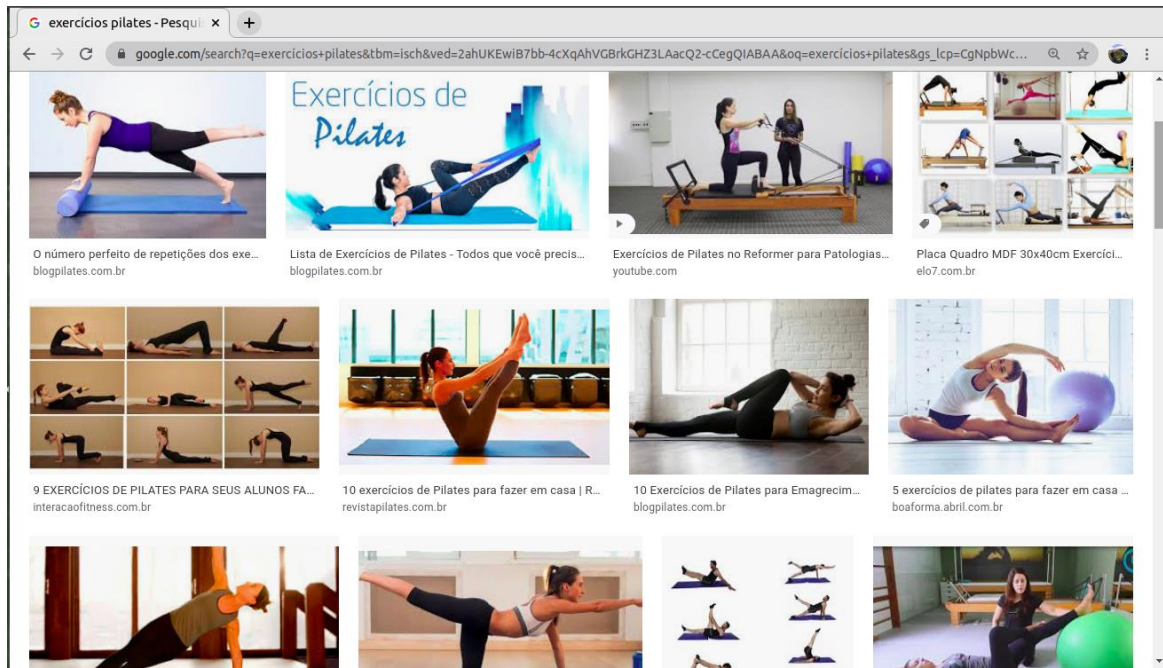 exercícios pilates - Pesqui
google.com/search?q=exercícios+pilates&tbm=isch&ved=2ahUKEwiB7bb-4cXqAhVGBrkGHZ3LAacQ2-cCegQIABAA&oq=exercícios+pilates&gs_lcp=CgNpbWc...
Exercícios de
Pilates
O número perfeito de repetições dos exe...
blogpilates.com.br
Lista de Exercícios de Pilates - Todos que você precis...
blogpilates.com.br
Exercícios de Pilates no Reformer para Patologias...
youtube.com
Placa Quadro MDF 30x40cm Exercíci...
elo7.com.br
9 EXERCÍCIOS DE PILATES PARA SEUS ALUNOS FA...
interacaofitness.com.br
10 exercícios de Pilates para fazer em casa | R...
revistapilates.com.br
10 Exercícios de Pilates para Emagrecim...
blogpilates.com.br
5 exercícios de pilates para fazer em casa ...
boaforma.abril.com.br